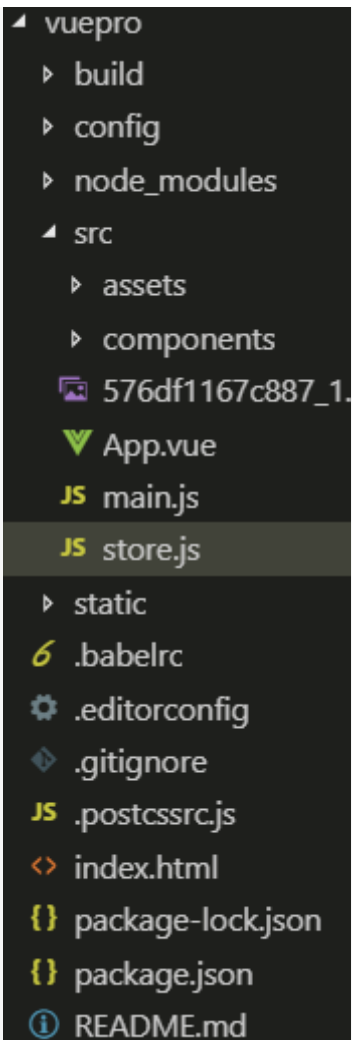 vuepro
build
config
node_modules
src
assets
components
576df1167c887_1.
App.vue
JS main.js
JS store.js
static
6 .babelrc
.editorconfig
.gitignore
JS .postcssrc.js
<> index.html
{} package-lock.json
{} package.json
README.md